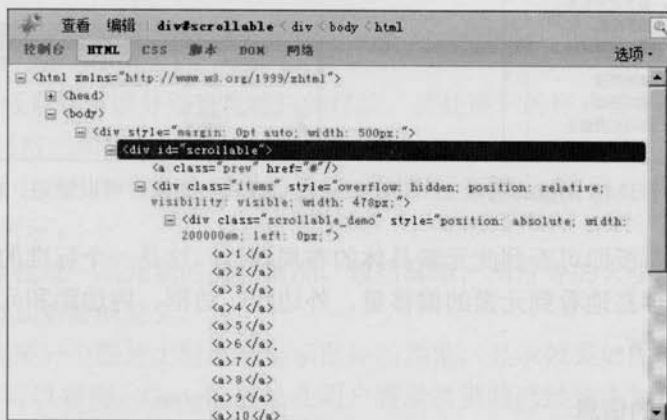 查看 编辑 div#scrollable < div < body < html
控制台 HTML CSS 脚本 DOM 网络 选项
<html xmlns="http://www.w3.org/1999/xhtml">
<head>
<body>
<div style="margin: 0pt auto; width: 500px;">
<div id="scrollable">
<a class="prev" href="#"/>
<div class="items" style="overflow: hidden; position: relative;
visibility: visible; width: 478px;">
<div class="scrollable_demo" style="position: absolute; width:
200000em; left: 0px;">
<a>1</a>
<a>2</a>
<a>3</a>
<a>4</a>
<a>5</a>
<a>6</a>
<a>7</a>
<a>8</a>
<a>9</a>
<a>10</a>